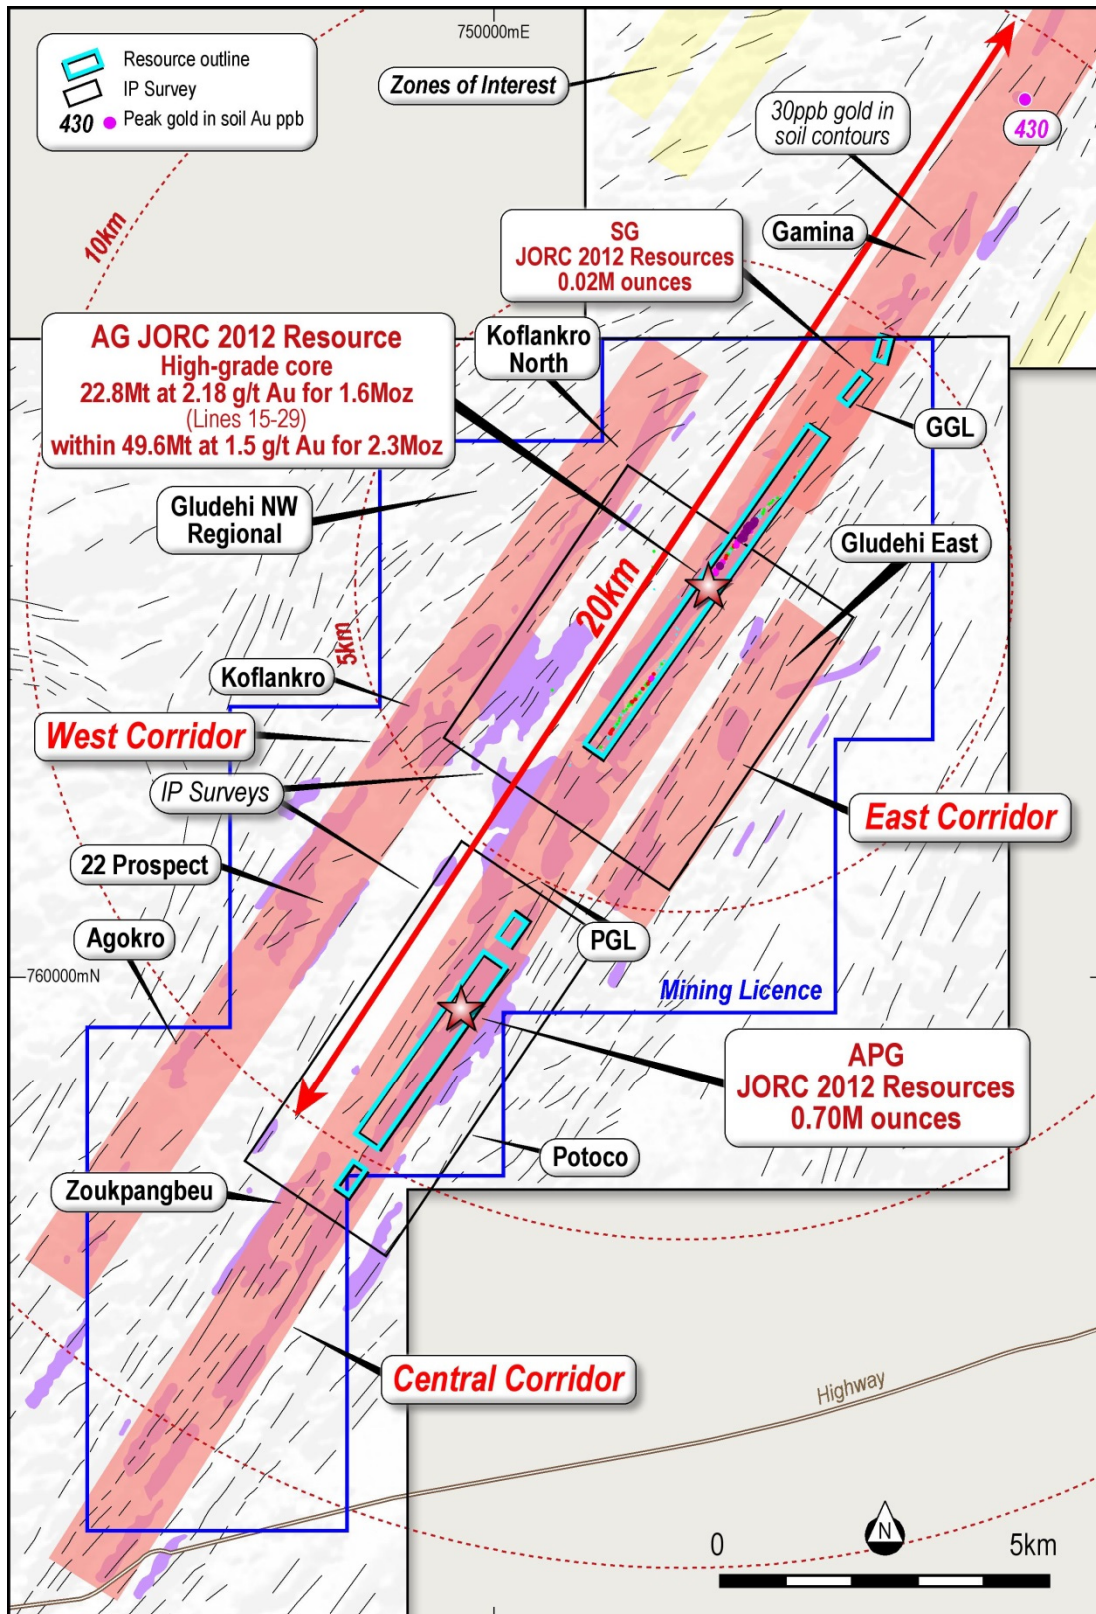 750000mE
Resource outline
IP Survey
430 Peak gold in soil Au ppb
Zones of Interest
30ppb gold in
soil contours
430
10km
SG
JORC 2012 Resources
0.02M ounces
Gamina
AG JORC 2012 Resource
High-grade core
22.8Mt at 2.18 g/t Au for 1.6Moz
(Lines 15-29)
within 49.6Mt at 1.5 g/t Au for 2.3Moz
Koflankro
North
GGL
Gludehi NW
Regional
Gludehi East
20km
5km
Koflankro
West Corridor
IP Surveys
East Corridor
22 Prospect
Agokro
PGL
760000mN
Mining Licence
APG
JORC 2012 Resources
0.70M ounces
Potoco
Zoukpangbeu
Central Corridor
Highway
N
0
5km